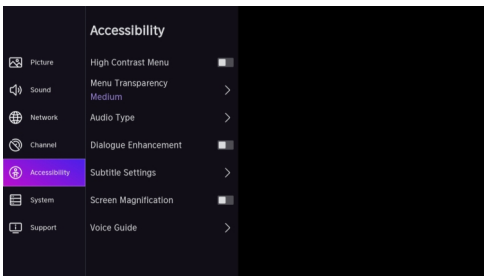 Accessibility
Picture
High Contrast Menu
Sound
Menu Transparency
Medium
Network
Audio Type
Channel
Dialogue Enhancement
Accessibility
Subtitle Settings
System
Screen Magnification
Support
Voice Guide